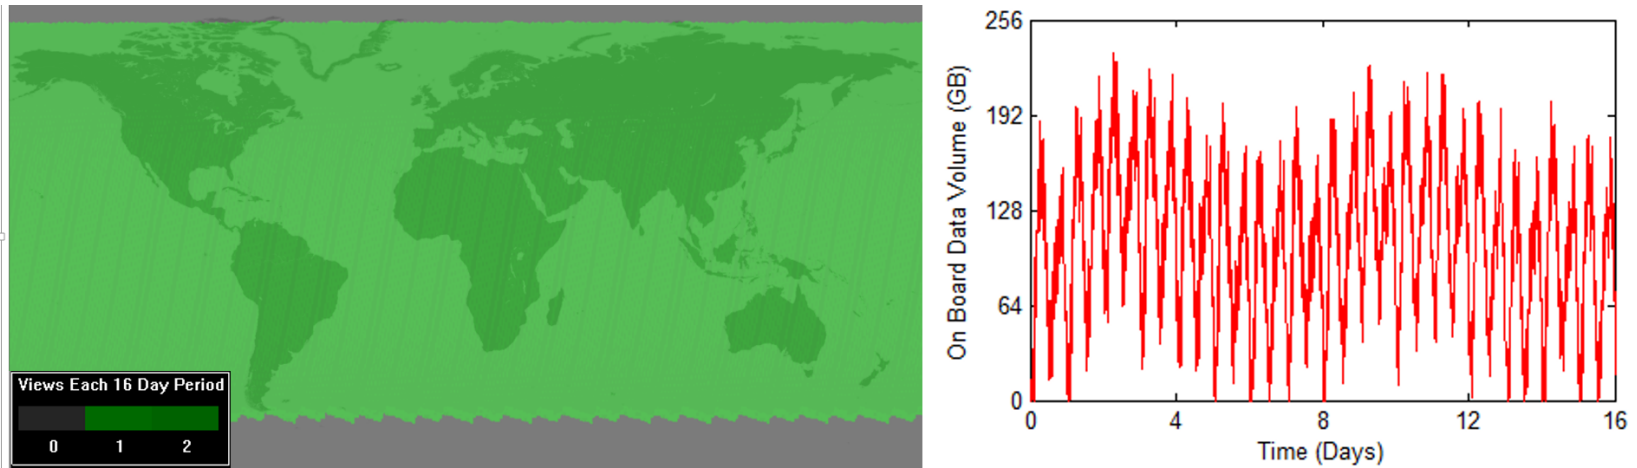 Views Each 16 Day Period
0 1 2
On Board Data Volume (GB)
256
192
128
64
0
0 4 8 12 16
Time (Days)